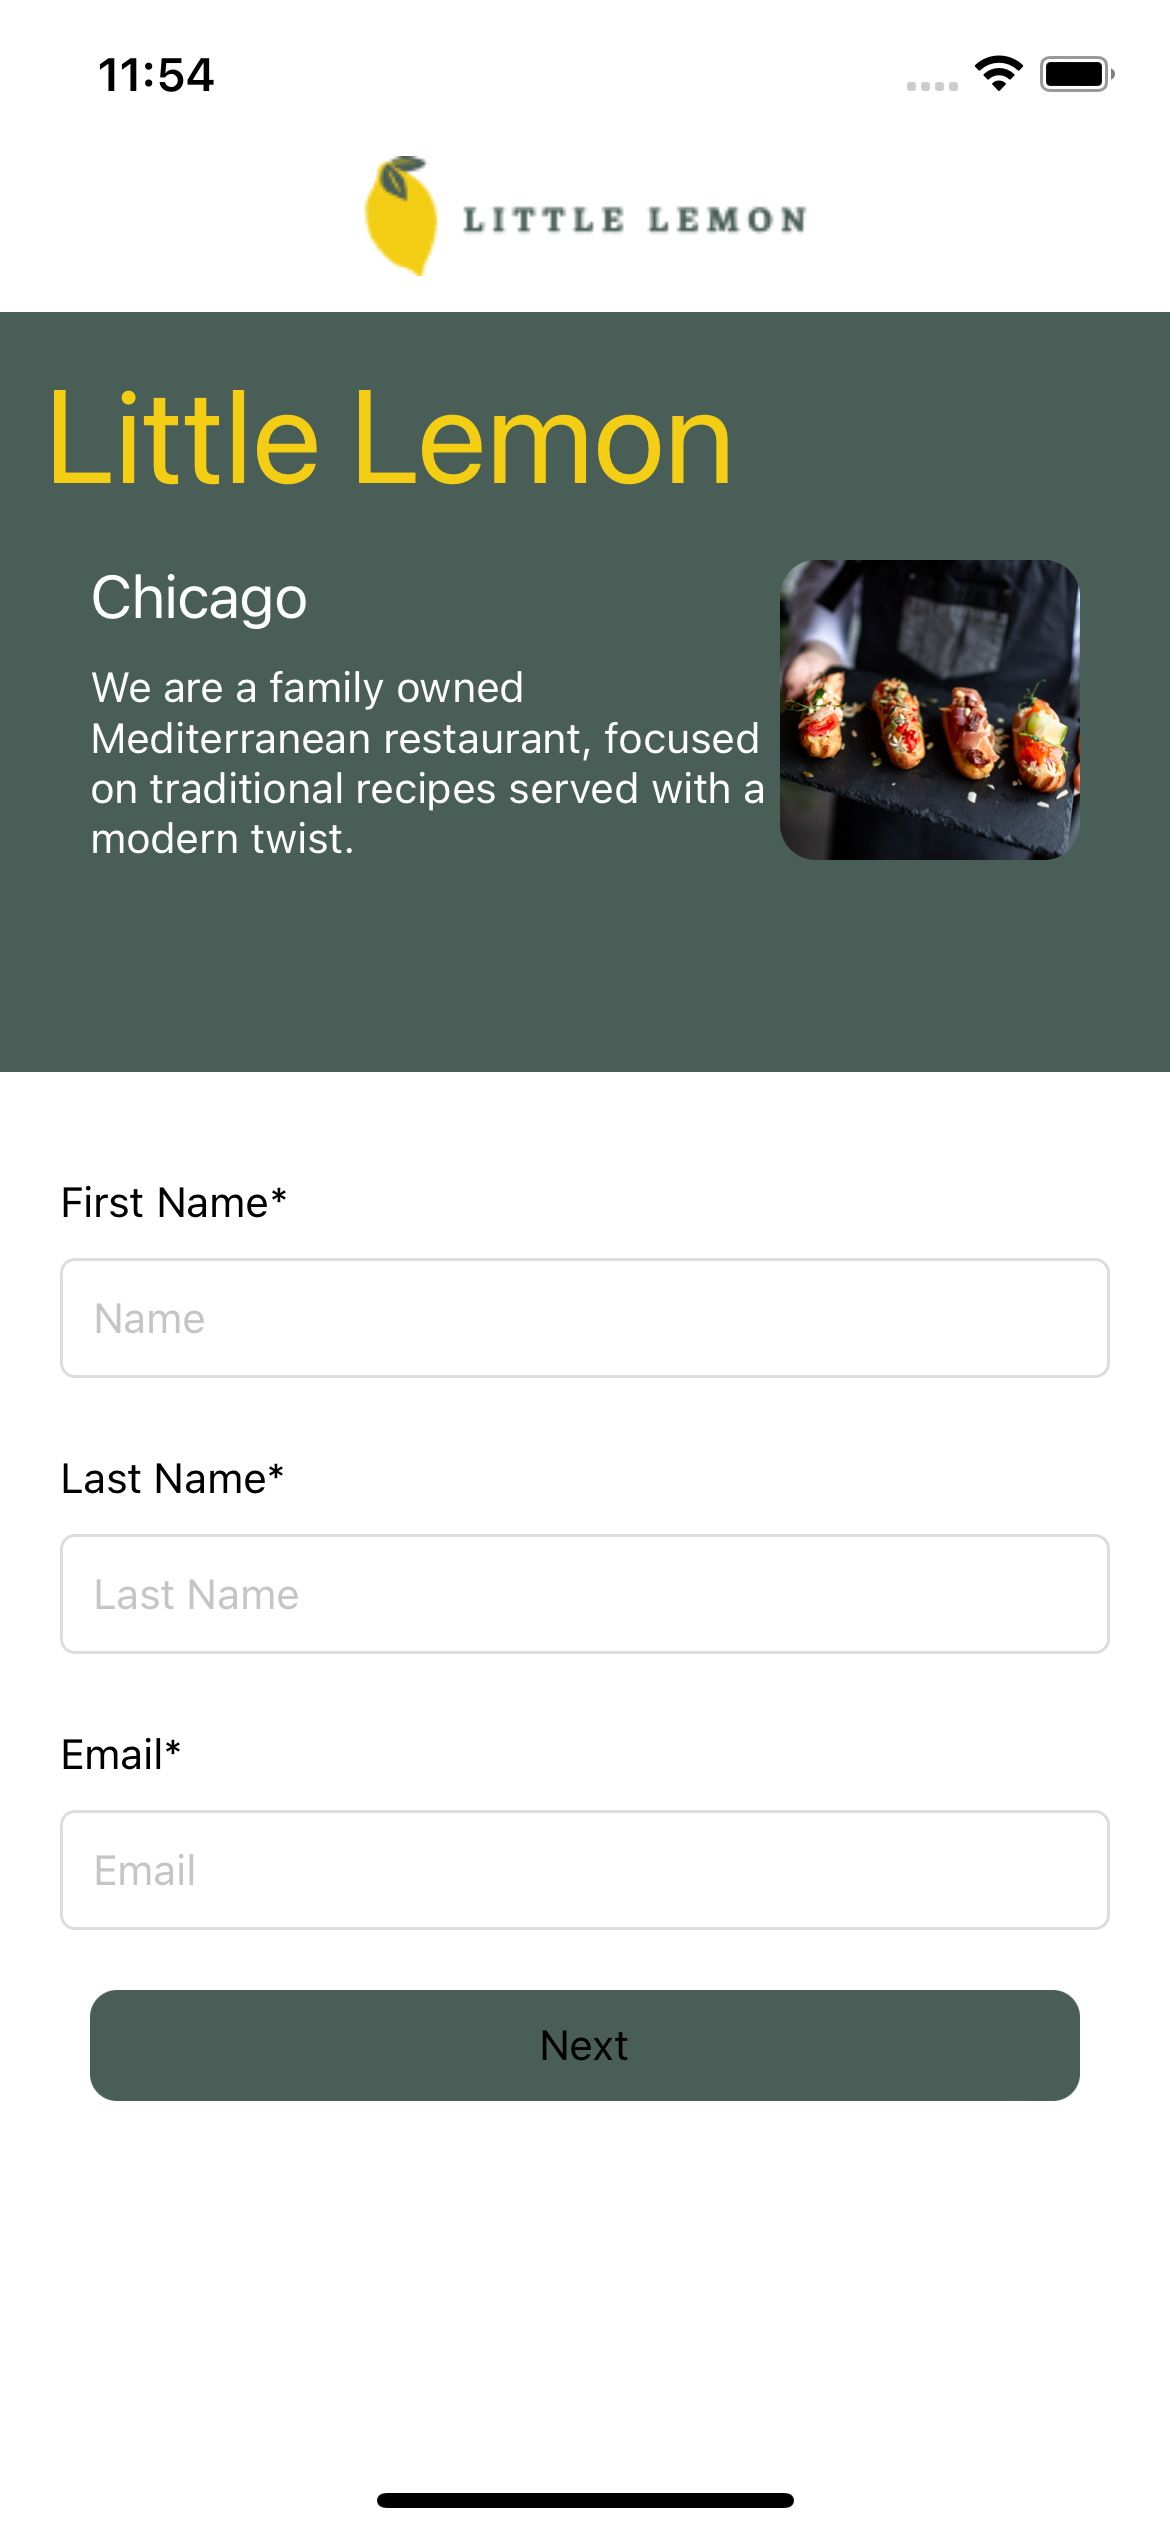 11:54
LITTLE LEMON
Little Lemon
Chicago
We are a family owned
Mediterranean restaurant, focused
on traditional recipes served with a
modern twist.
First Name*
Name
Last Name*
Last Name
Email*
Email
Next